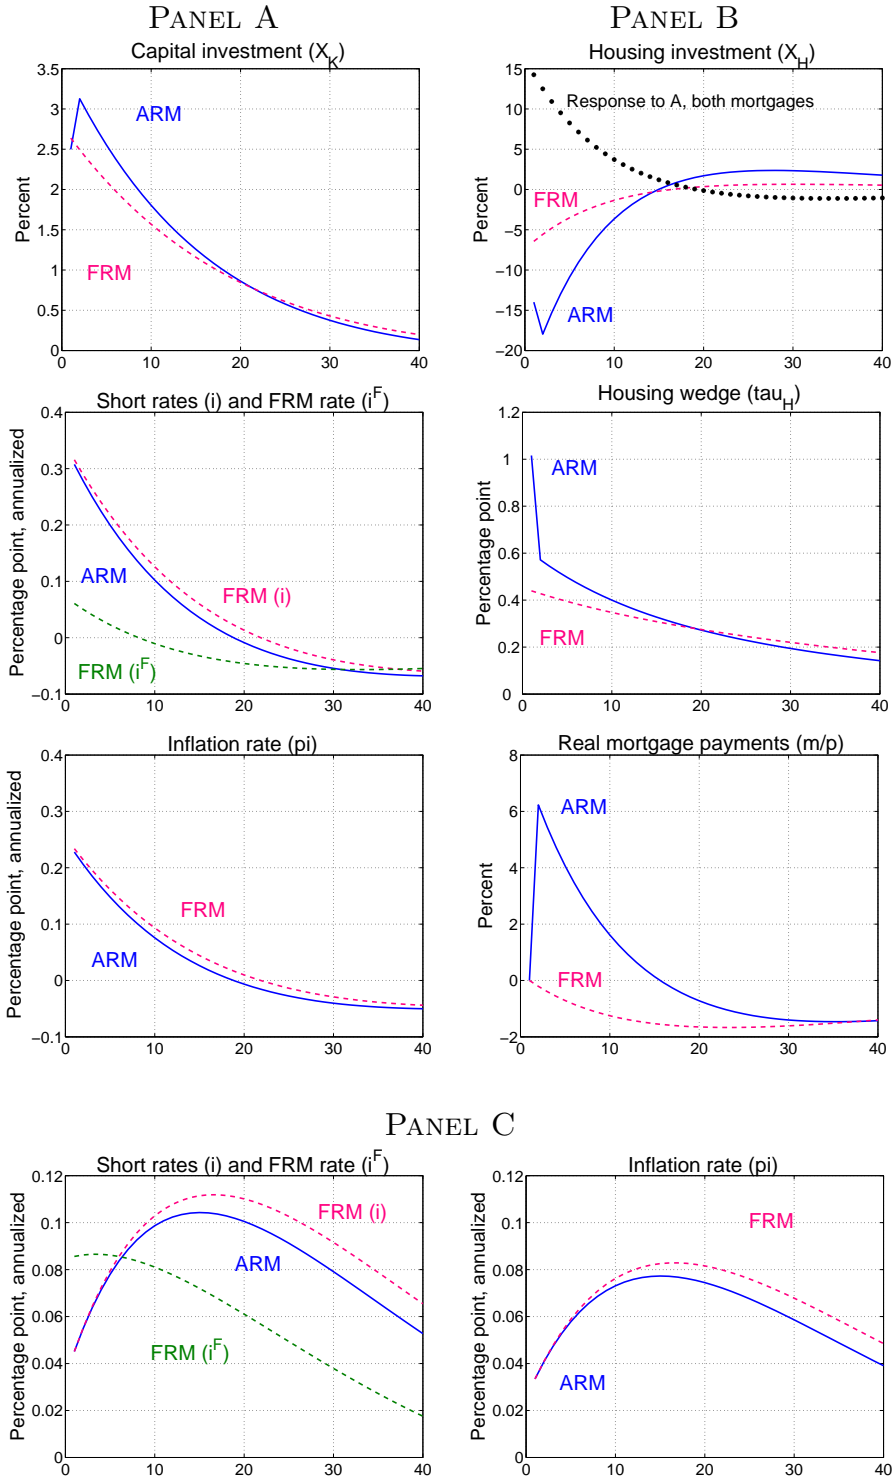 PANEL A
PANEL B
Capital investment (X_K)
Percent
3.5
3
2.5
2
1.5
1
0.5
0
0 10 20 30 40
ARM
FRM
Housing investment (X_H)
Percent
15
10
5
0
−5
−10
−15
−20
0 10 20 30 40
Response to A, both mortgages
FRM
ARM
Short rates (i) and FRM rate (i^F)
Percentage point, annualized
0.4
0.3
0.2
0.1
0
−0.1
0 10 20 30 40
ARM
FRM (i)
FRM (i^F)
Housing wedge (tau_H)
Percentage point
1.2
1
0.8
0.6
0.4
0.2
0
0 10 20 30 40
ARM
FRM
Inflation rate (pi)
Percentage point, annualized
0.4
0.3
0.2
0.1
0
−0.1
0 10 20 30 40
FRM
ARM
Real mortgage payments (m/p)
Percent
8
6
4
2
0
−2
0 10 20 30 40
ARM
FRM
PANEL C
Short rates (i) and FRM rate (i^F)
Percentage point, annualized
0.12
0.1
0.08
0.06
0.04
0.02
0
0 10 20 30 40
FRM (i)
ARM
FRM (i^F)
Inflation rate (pi)
Percentage point, annualized
0.12
0.1
0.08
0.06
0.04
0.02
0
0 10 20 30 40
FRM
ARM